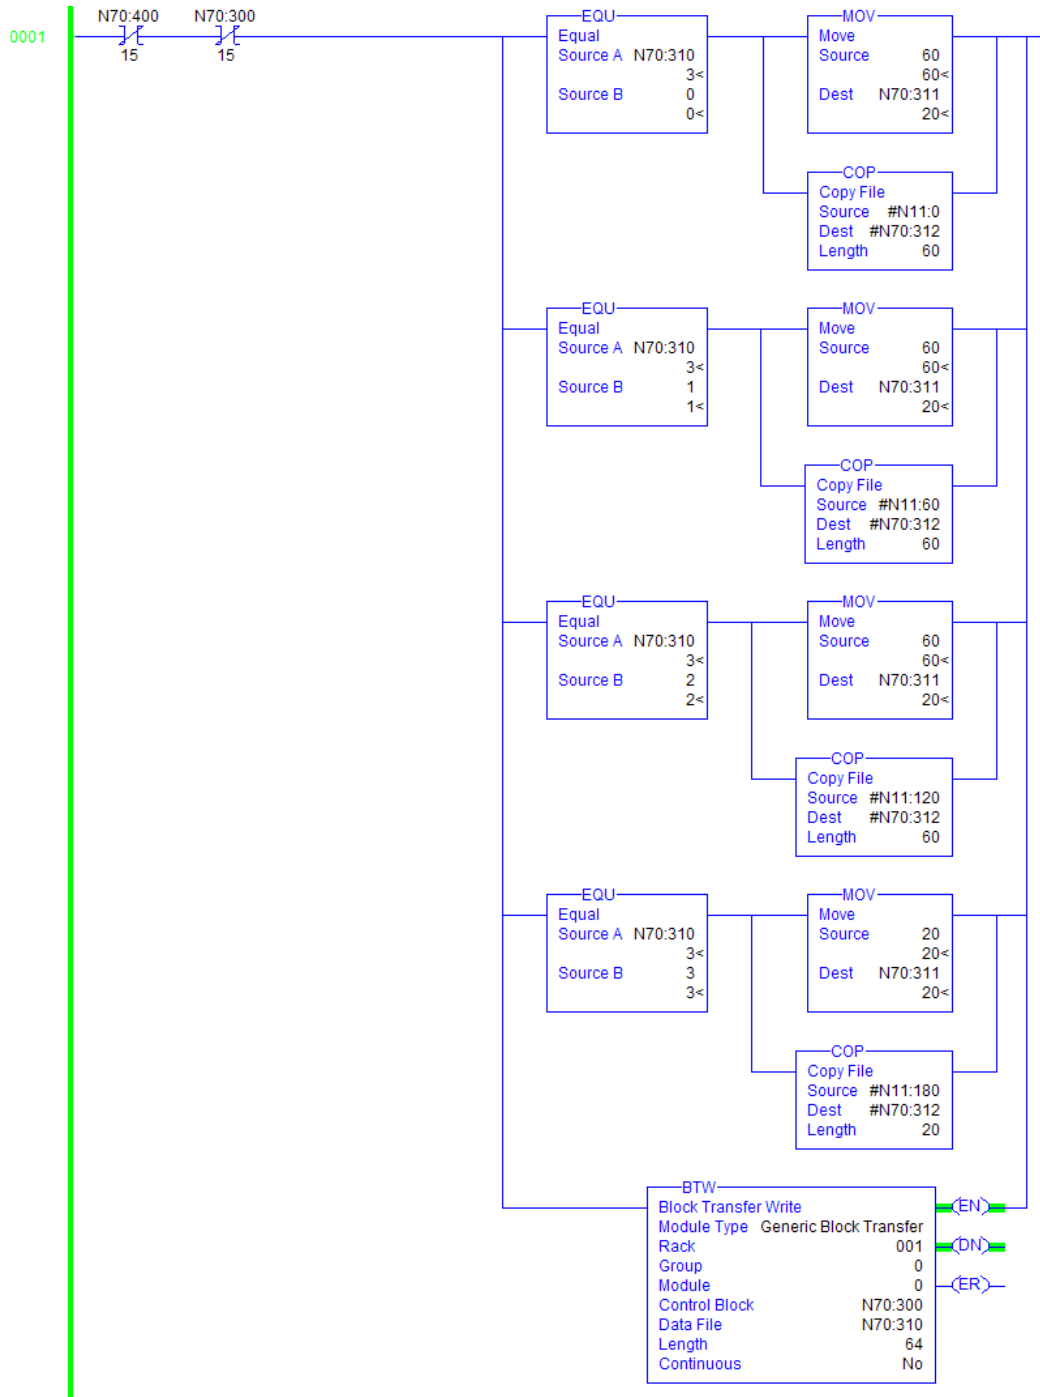 N70:400 N70:300
0001
15 15
EQU
Equal
Source A N70:310
3<
Source B 0
0<
MOV
Move
Source 60
60<
Dest N70:311
20<
COP
Copy File
Source #N11:0
Dest #N70:312
Length 60
EQU
Equal
Source A N70:310
3<
Source B 1
1<
MOV
Move
Source 60
60<
Dest N70:311
20<
COP
Copy File
Source #N11:60
Dest #N70:312
Length 60
EQU
Equal
Source A N70:310
3<
Source B 2
2<
MOV
Move
Source 60
60<
Dest N70:311
20<
COP
Copy File
Source #N11:120
Dest #N70:312
Length 60
EQU
Equal
Source A N70:310
3<
Source B 3
3<
MOV
Move
Source 20
20<
Dest N70:311
20<
COP
Copy File
Source #N11:180
Dest #N70:312
Length 20
BTW
Block Transfer Write
Module Type Generic Block Transfer
Rack 001
Group 0
Module 0
Control Block N70:300
Data File N70:310
Length 64
Continuous No
EN
DN
ER